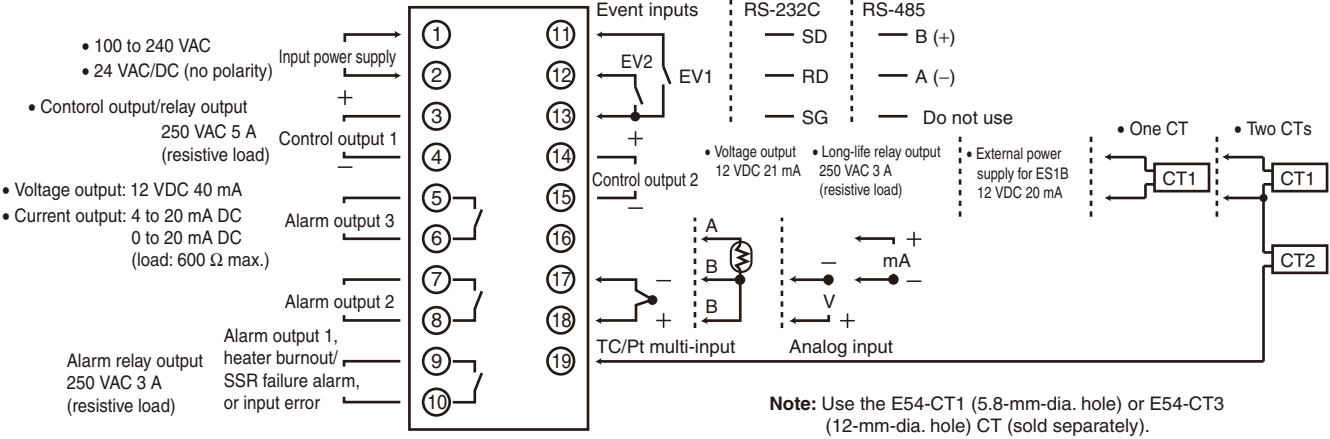 • 100 to 240 VAC
• 24 VAC/DC (no polarity)
Input power supply
• Contorol output/relay output
250 VAC 5 A
(resistive load)
+
Control output 1
−
• Voltage output: 12 VDC 40 mA
• Current output: 4 to 20 mA DC
0 to 20 mA DC
(load: 600 Ω max.)
Alarm output 3
Alarm output 2
Alarm relay output
250 VAC 3 A
(resistive load)
Alarm output 1,
heater burnout/
SSR failure alarm,
or input error
1
2
3
4
5
6
7
8
9
10
11
12
13
14
15
16
17
18
19
Event inputs
EV2
EV1
+
Control output 2
−
RS-232C
SD
RD
SG
RS-485
B (+)
A (−)
Do not use
• Voltage output
12 VDC 21 mA
• Long-life relay output
250 VAC 3 A
(resistive load)
• External power
supply for ES1B
12 VDC 20 mA
• One CT
CT1
• Two CTs
CT1
CT2
−
+
TC/Pt multi-input
A
B
B
−
V
+
+
mA
−
Analog input
Note: Use the E54-CT1 (5.8-mm-dia. hole) or E54-CT3
(12-mm-dia. hole) CT (sold separately).